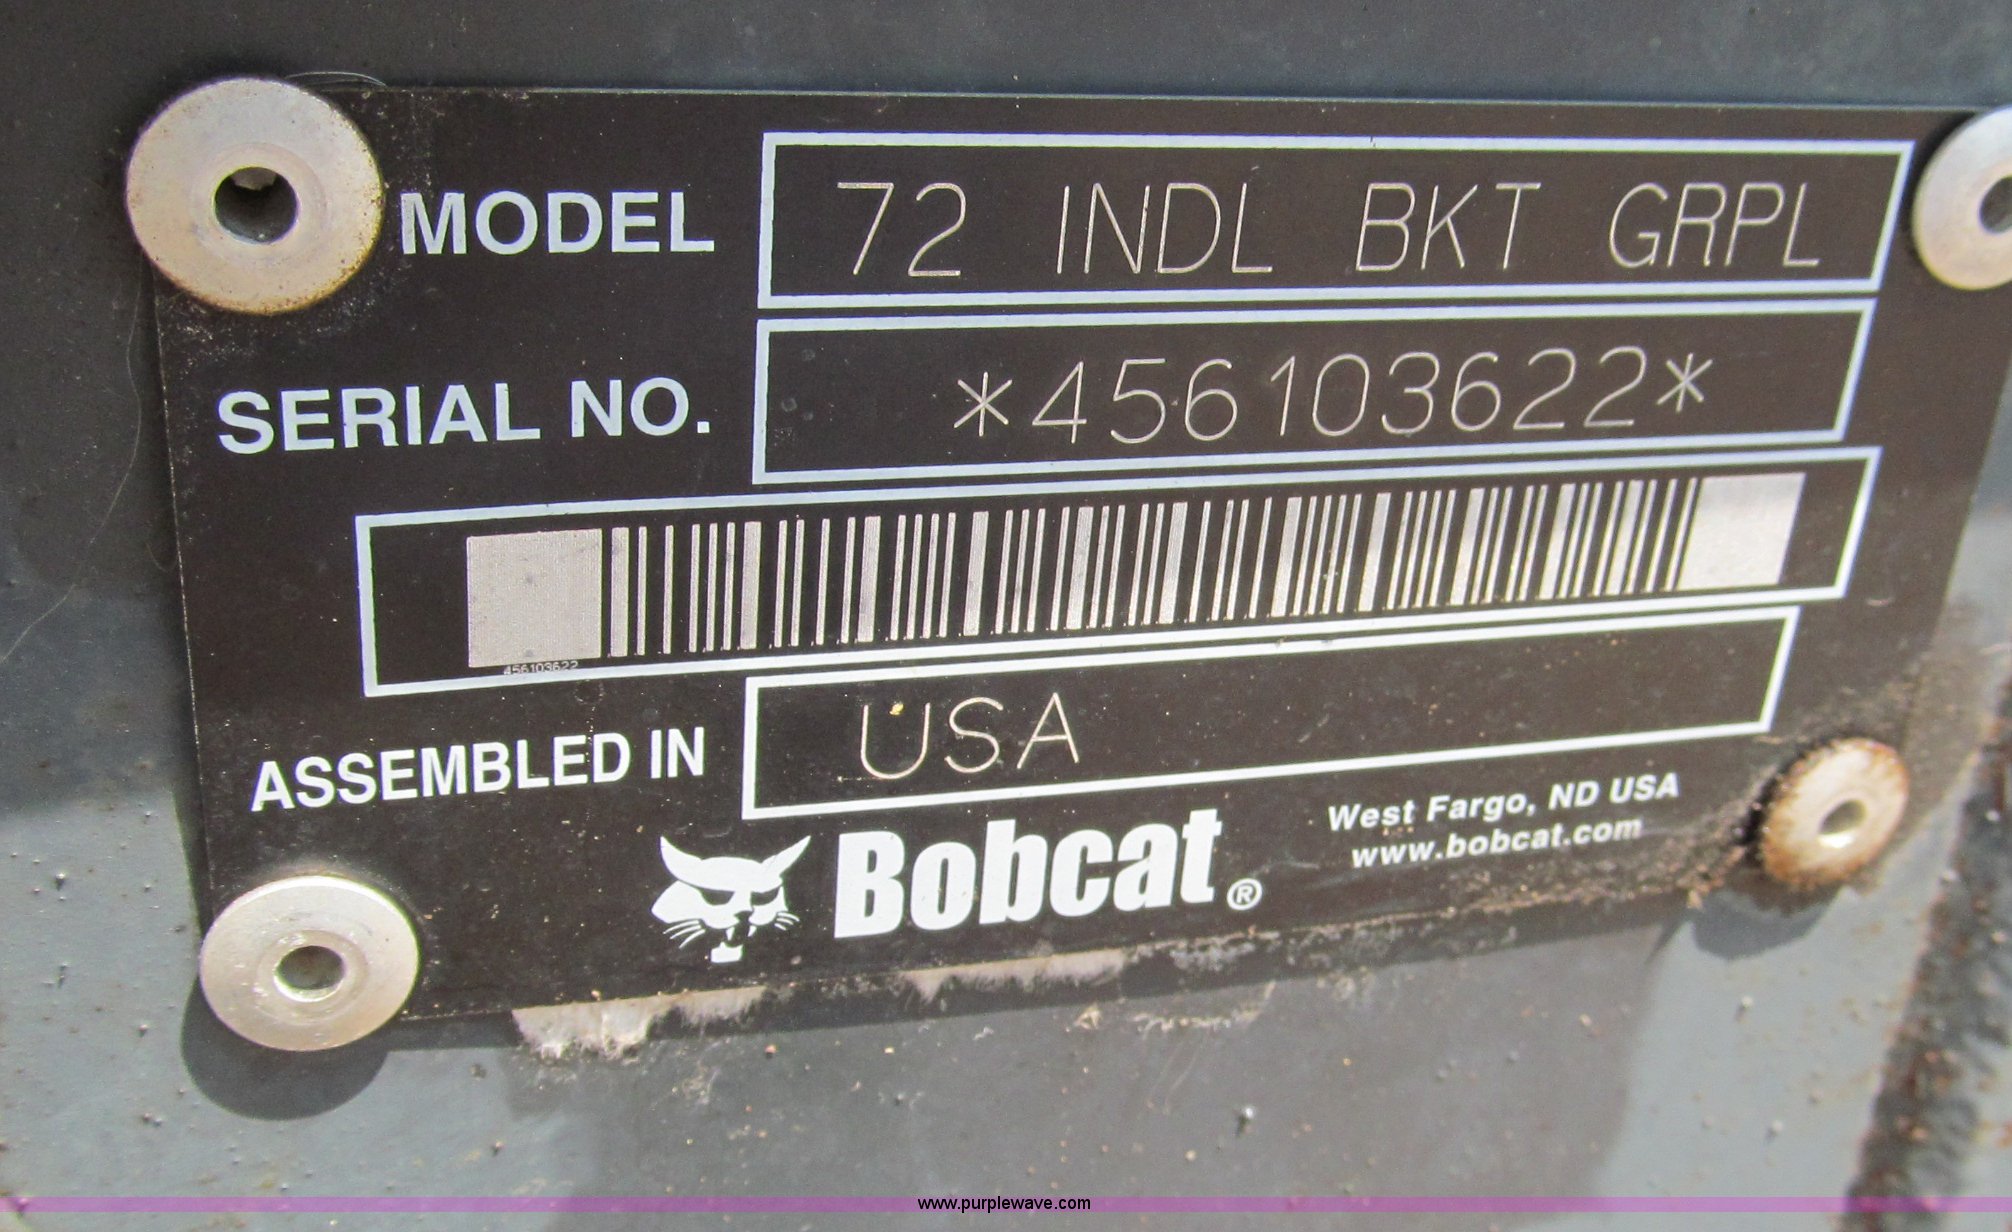 MODEL 72 INDL BKT GRPL
SERIAL NO. *456103622*
456103622
ASSEMBLED IN USA
Bobcat®
West Fargo, ND USA
www.bobcat.com
www.purplewave.com